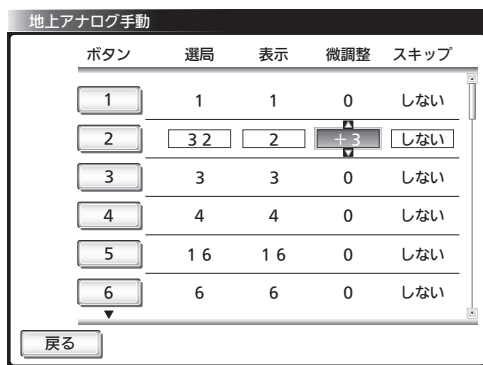 地上アナログ手動
ボタン 選局 表示 微調整 スキップ
1 1 1 0 しない
2 32 2 +3 しない
3 3 3 0 しない
4 4 4 0 しない
5 16 16 0 しない
6 6 6 0 しない
戻る